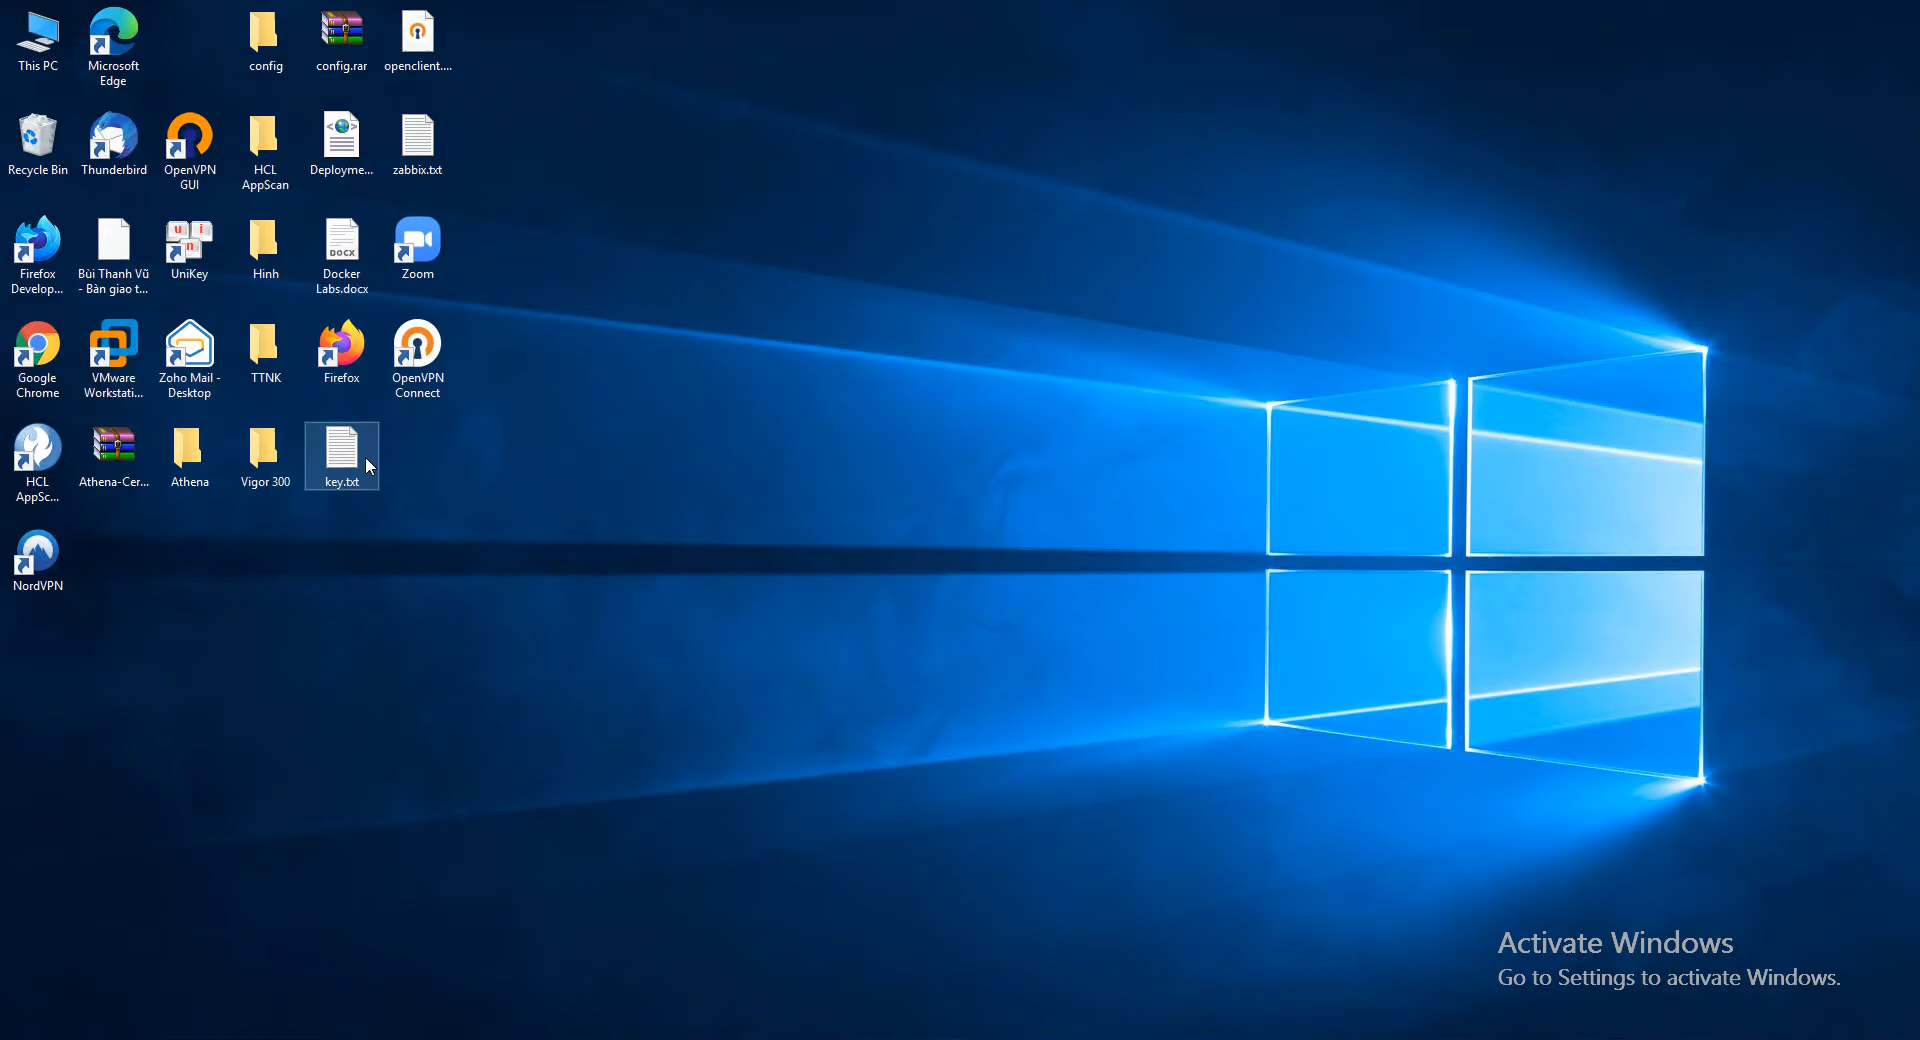 This PC
Microsoft
Edge
config
config.rar
openclient....
Recycle Bin
Thunderbird
OpenVPN
GUI
HCL
AppScan
Deployme...
zabbix.txt
Firefox
Develop...
Bùi Thanh Vũ
- Bàn giao t...
u i
n
UniKey
Hinh
DOCX
Docker
Labs.docx
Zoom
Google
Chrome
VMware
Workstati...
Zoho Mail -
Desktop
TTNK
Firefox
OpenVPN
Connect
HCL
AppSc...
Athena-Cer...
Athena
Vigor 300
key.txt
NordVPN
Activate Windows
Go to Settings to activate Windows.